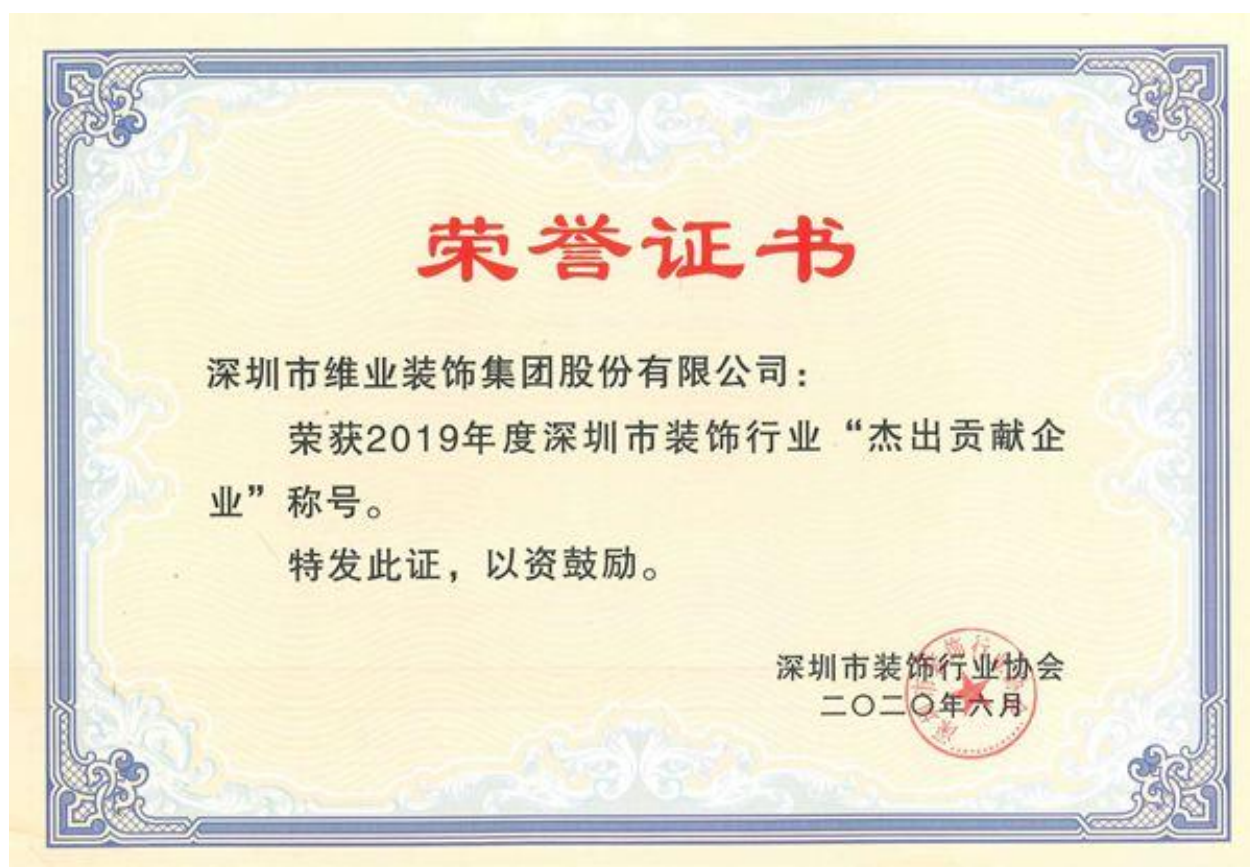 荣誉证书
深圳市维业装饰集团股份有限公司：
荣获2019年度深圳市装饰行业“杰出贡献企
业”称号。
特发此证，以资鼓励。
深圳市装饰行业协会
二〇二〇年六月